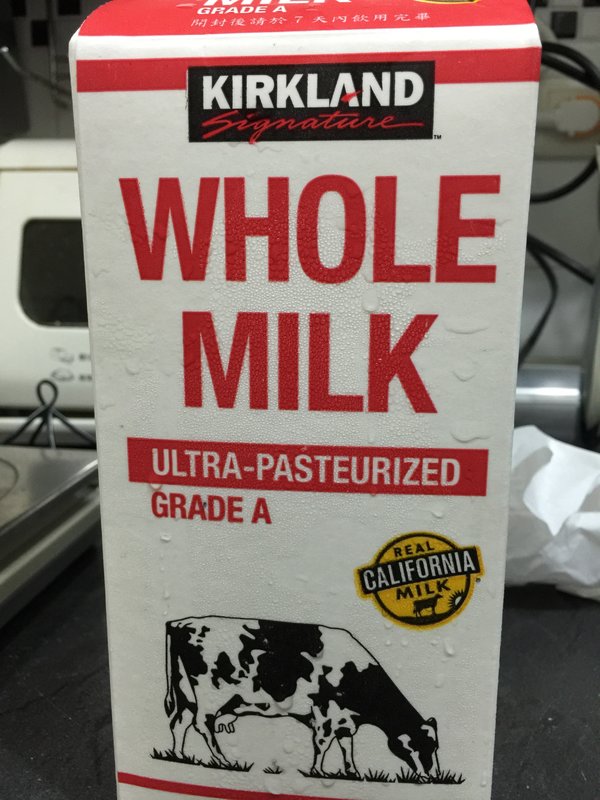 GRADE A
開封後請於 7 天內飲用完畢
KIRKLAND
Signature
TM
WHOLE
MILK
ULTRA-PASTEURIZED
GRADE A
REAL
CALIFORNIA
MILK